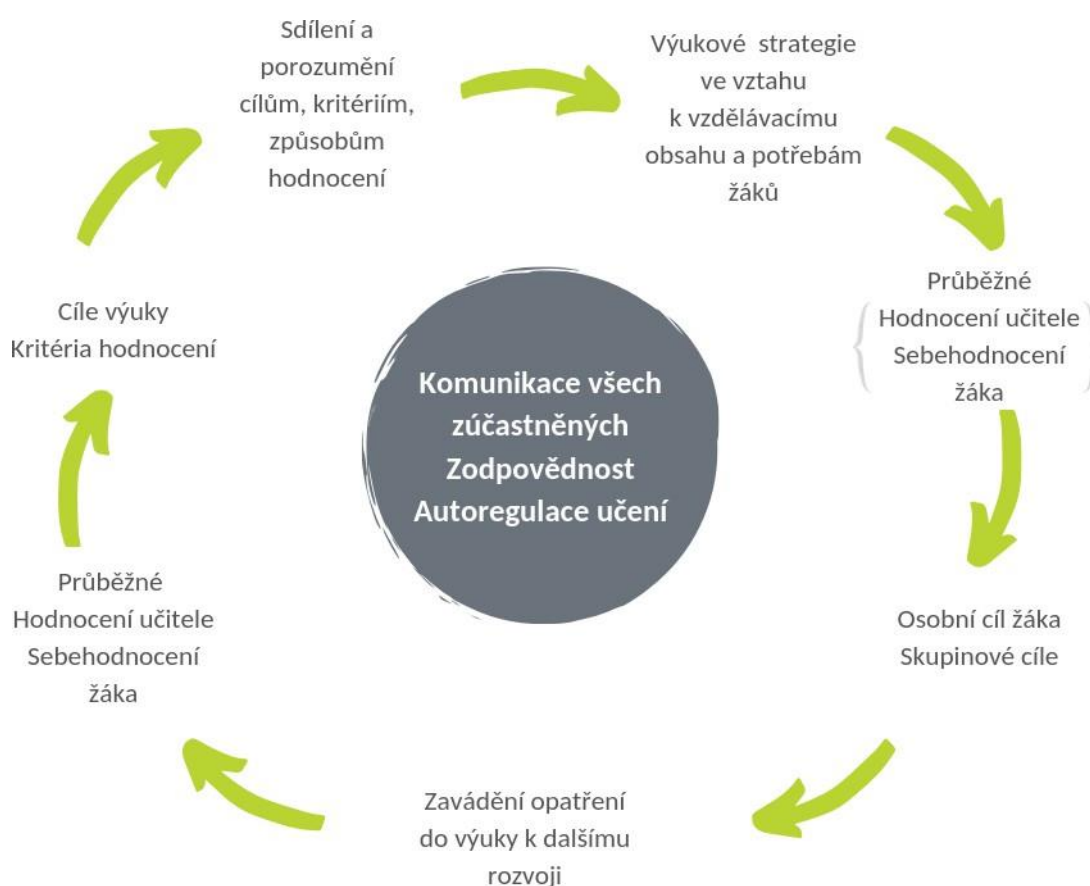 Sdílení a
porozumění
cílům, kritériím,
způsobům
hodnocení
Výukové strategie
ve vztahu
k vzdělávacímu
obsahu a potřebám
žáků
Průběžné
Hodnocení učitele
Sebehodnocení
žáka
Osobní cíl žáka
Skupinové cíle
Zavádění opatření
do výuky k dalšímu
rozvoji
Průběžné
Hodnocení učitele
Sebehodnocení
žáka
Cíle výuky
Kritéria hodnocení
Komunikace všech
zúčastněných
Zodpovědnost
Autoregulace učení